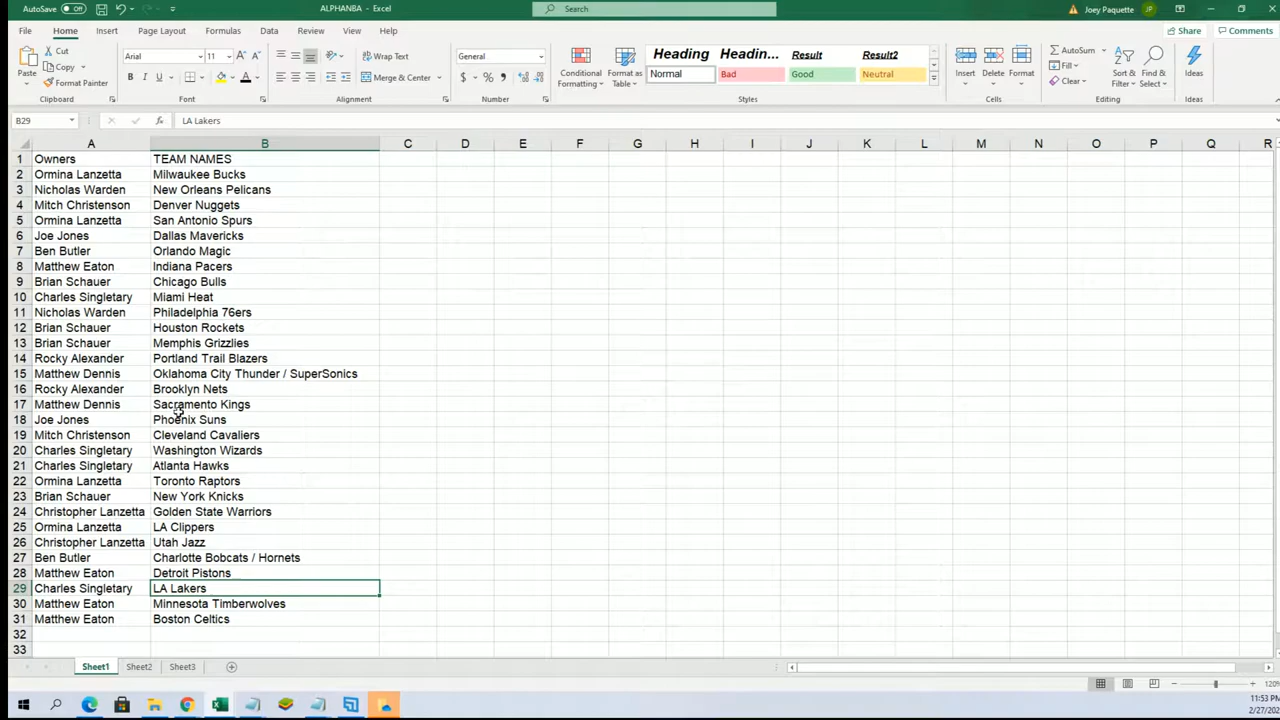 AutoSave Off ALPHANBA - Excel Search Joey Paquette JP
File Home Insert Page Layout Formulas Data Review View Help Share Comments
Paste Cut Copy Format Painter Clipboard
Arial 11 A A B I U A Font
Wrap Text Merge & Center Alignment
General $ % , Number
Conditional Formatting Format as Table
Heading Headin... Result Result2
Normal Bad Good Neutral
Styles
Insert Delete Format Cells
AutoSum Fill Clear Sort & Filter Find & Select Editing
Ideas Ideas
B29 fx LA Lakers
A B C D E F G H I J K L M N O P Q R
1 Owners TEAM NAMES
2 Ormina Lanzetta Milwaukee Bucks
3 Nicholas Warden New Orleans Pelicans
4 Mitch Christenson Denver Nuggets
5 Ormina Lanzetta San Antonio Spurs
6 Joe Jones Dallas Mavericks
7 Ben Butler Orlando Magic
8 Matthew Eaton Indiana Pacers
9 Brian Schauer Chicago Bulls
10 Charles Singletary Miami Heat
11 Nicholas Warden Philadelphia 76ers
12 Brian Schauer Houston Rockets
13 Brian Schauer Memphis Grizzlies
14 Rocky Alexander Portland Trail Blazers
15 Matthew Dennis Oklahoma City Thunder / SuperSonics
16 Rocky Alexander Brooklyn Nets
17 Matthew Dennis Sacramento Kings
18 Joe Jones Phoenix Suns
19 Mitch Christenson Cleveland Cavaliers
20 Charles Singletary Washington Wizards
21 Charles Singletary Atlanta Hawks
22 Ormina Lanzetta Toronto Raptors
23 Brian Schauer New York Knicks
24 Christopher Lanzetta Golden State Warriors
25 Ormina Lanzetta LA Clippers
26 Christopher Lanzetta Utah Jazz
27 Ben Butler Charlotte Bobcats / Hornets
28 Matthew Eaton Detroit Pistons
29 Charles Singletary LA Lakers
30 Matthew Eaton Minnesota Timberwolves
31 Matthew Eaton Boston Celtics
32
33
Sheet1 Sheet2 Sheet3
120%
11:53 PM